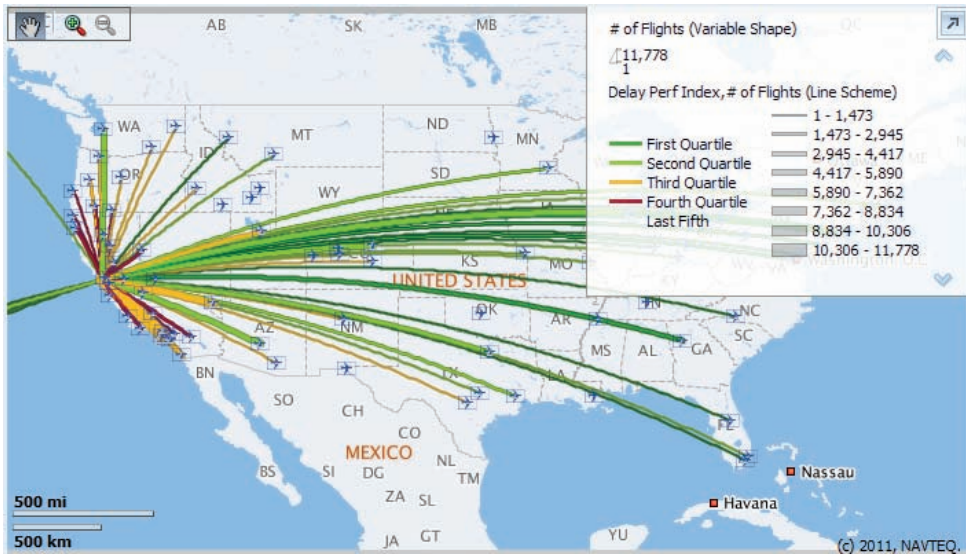 AB
SK
MB
# of Flights (Variable Shape)
11,778
1
Delay Perf Index, # of Flights (Line Scheme)
First Quartile
Second Quartile
Third Quartile
Fourth Quartile
Last Fifth
1 - 1,473
1,473 - 2,945
2,945 - 4,417
4,417 - 5,890
5,890 - 7,362
7,362 - 8,834
8,834 - 10,306
10,306 - 11,778
WA
MT
ND
MN
OR
ID
SD
WY
IA
KS
MO
UNITED STATES
OK
AR
TN
NC
SC
AZ
NM
MS
AL
GA
TX
LA
FL
BN
SO
CH
CO
MEXICO
NL
BS
SI
DG
TM
ZA
SL
JA
GT
YU
Nassau
Havana
500 mi
500 km
(c) 2011, NAVTEQ.